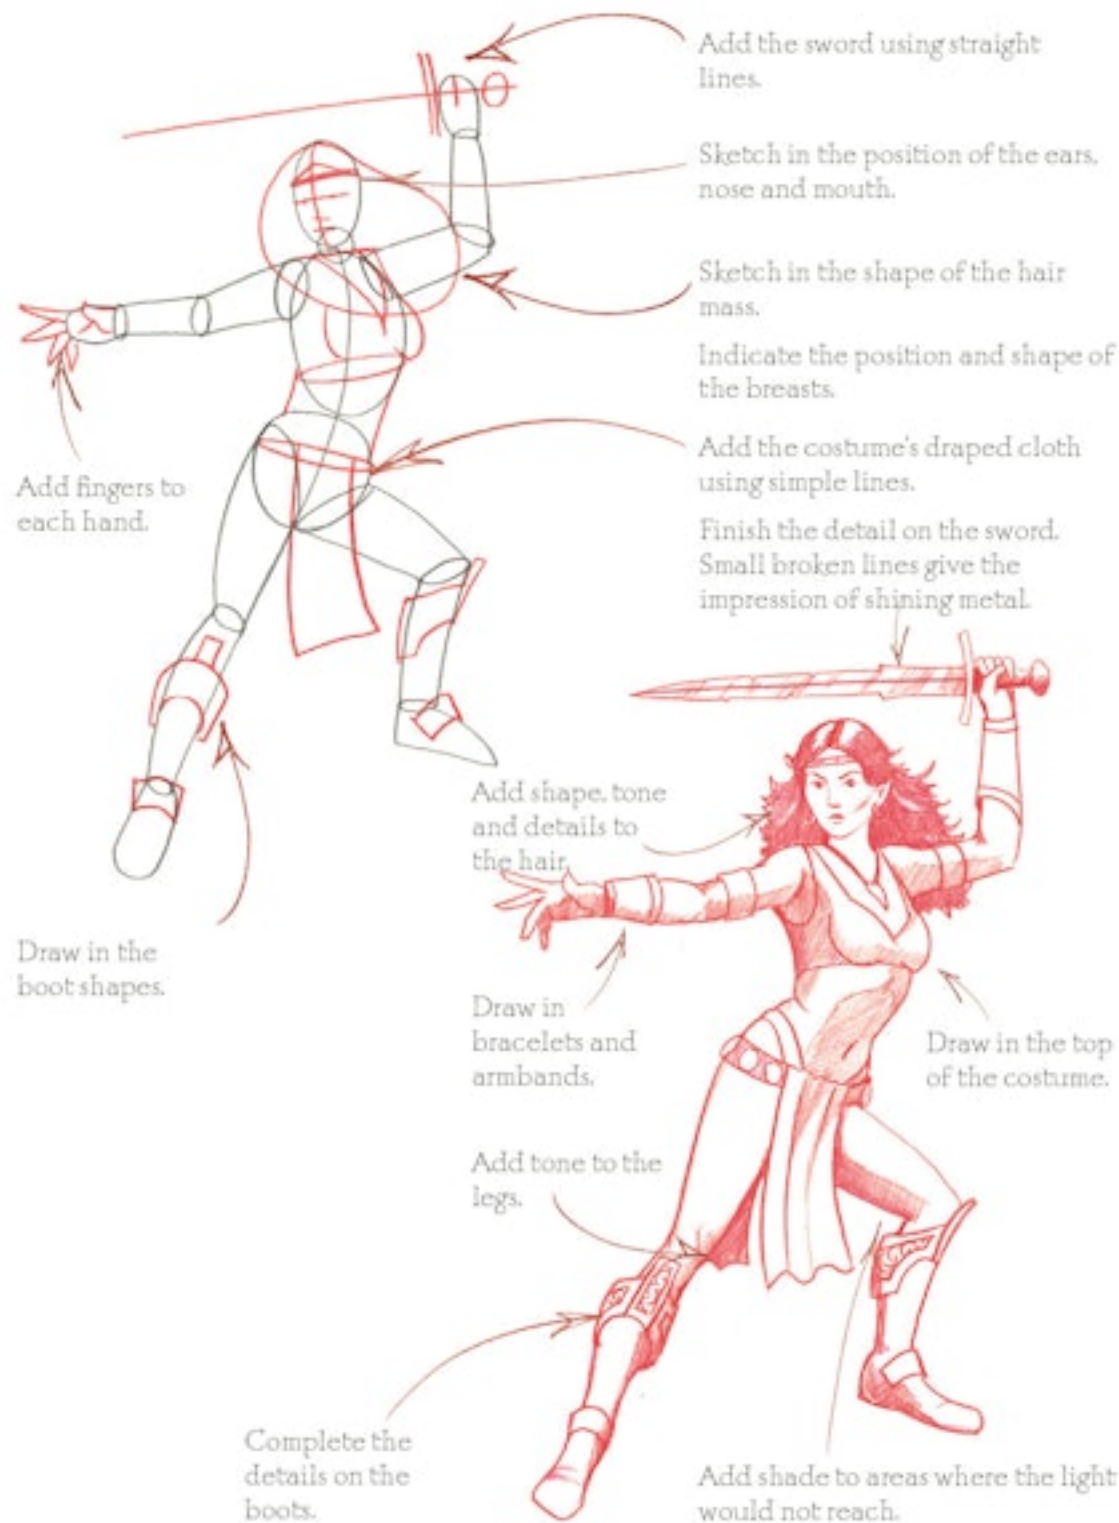 Add the sword using straight
lines.
Sketch in the position of the ears,
nose and mouth.
Sketch in the shape of the hair
mass.
Indicate the position and shape of
the breasts.
Add the costume's draped cloth
using simple lines.
Add fingers to
each hand.
Finish the detail on the sword.
Small broken lines give the
impression of shining metal.
Add shape, tone
and details to
the hair.
Draw in the
boot shapes.
Draw in
bracelets and
armbands.
Draw in the top
of the costume.
Add tone to the
legs.
Complete the
details on the
boots.
Add shade to areas where the light
would not reach.